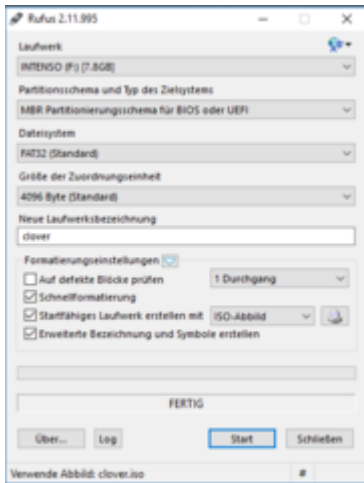 Rufus 2.11.995
Laufwerk
INTENSO (F:) [7.8GB]
Partitionsschema und Typ des Zielsystems
MBR Partitionierungsschema für BIOS oder UEFI
Dateisystem
FAT32 (Standard)
Größe der Zuordnungseinheit
4096 Byte (Standard)
Neue Laufwerksbezeichnung
clover
Formatierungseinstellungen
Auf defekte Blöcke prüfen 1 Durchgang
Schnellformatierung
Startfähiges Laufwerk erstellen mit ISO-Abbild
Erweiterte Bezeichnung und Symbole erstellen
FERTIG
Über... Log Start Schließen
Verwende Abbild: clover.iso #